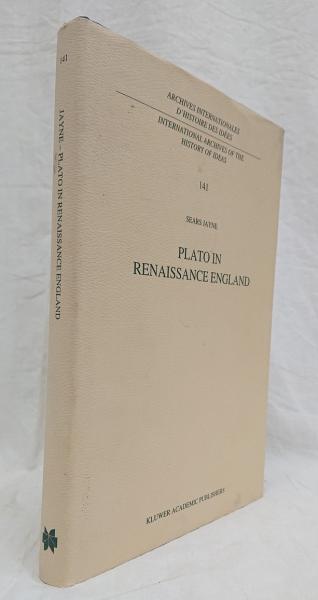 141
JAYNE – PLATO IN RENAISSANCE ENGLAND
ARCHIVES INTERNATIONALES
D'HISTOIRE DES IDÉES
INTERNATIONAL ARCHIVES OF THE
HISTORY OF IDEAS
141
SEARS JAYNE
PLATO IN
RENAISSANCE ENGLAND
KLUWER ACADEMIC PUBLISHERS